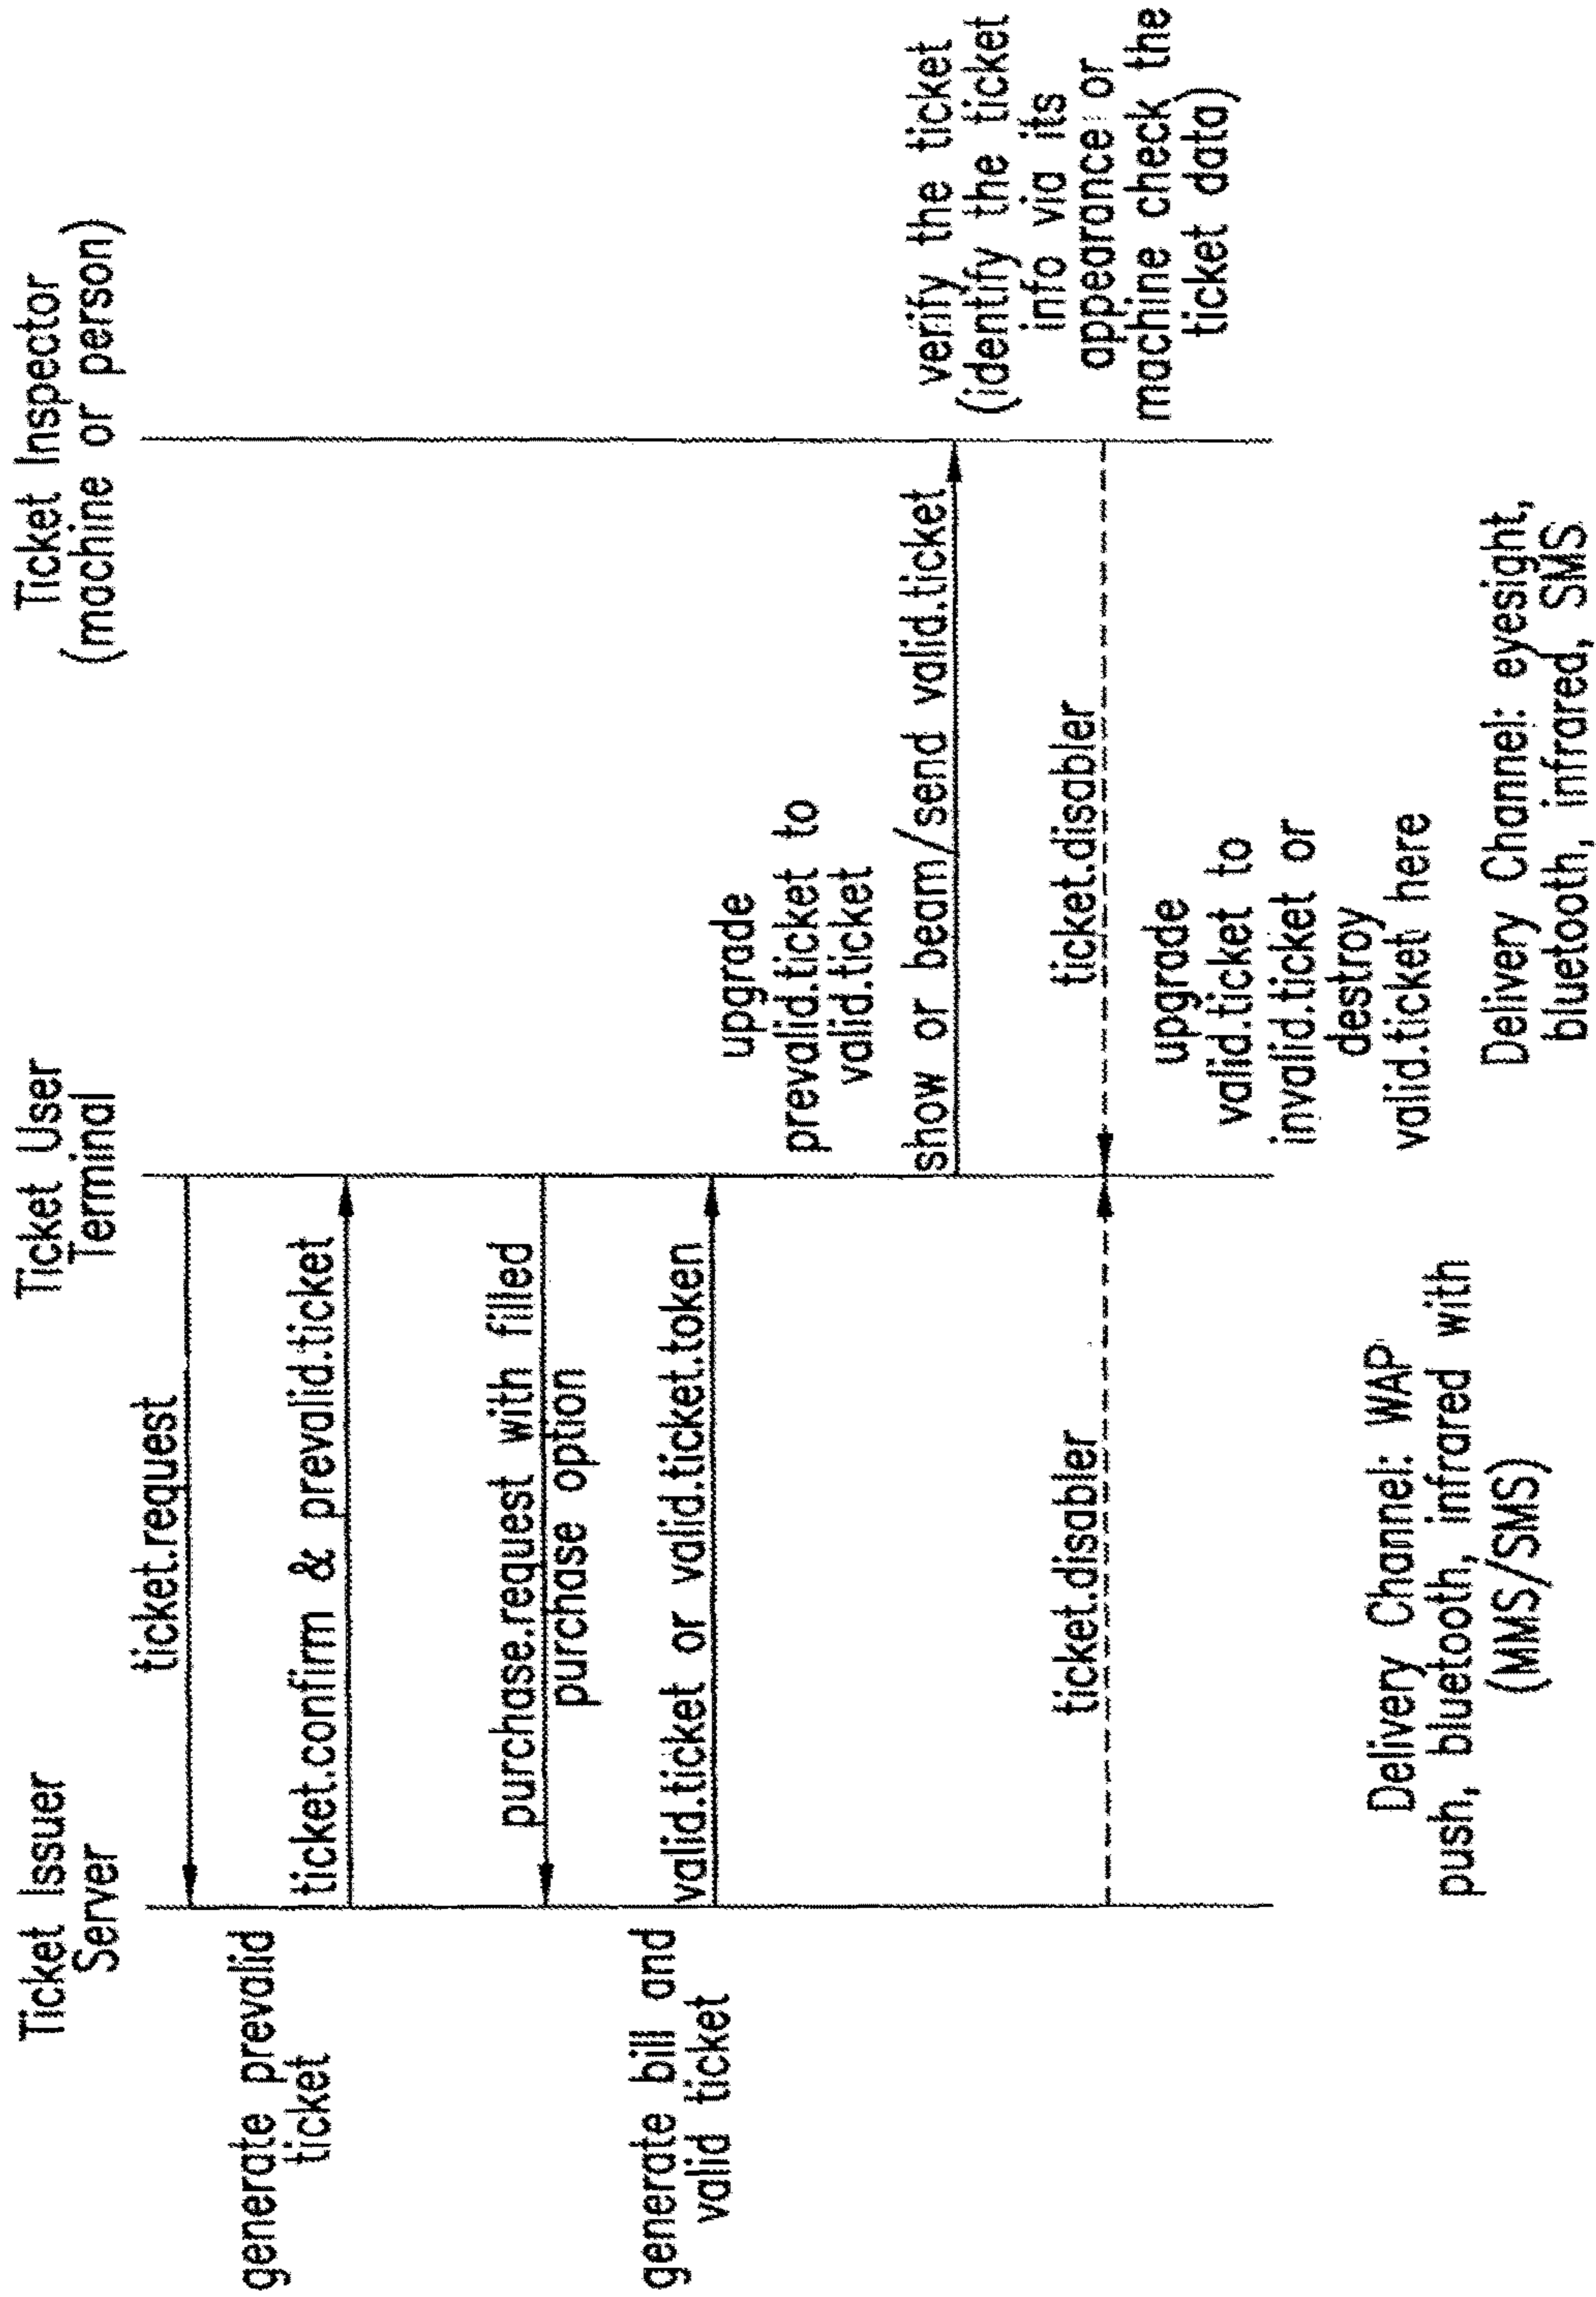 Ticket Issuer
Server
Ticket User
Terminal
Ticket Inspector
(machine or person)
ticket.request
generate prevalid
ticket
ticket.confirm & prevalid.ticket
purchase.request with filled
purchase option
generate bill and
valid ticket
valid.ticket or valid.ticket.token
upgrade
prevalid.ticket to
valid.ticket
show or beam/send valid.ticket
verify the ticket
(identify the ticket
info via its
appearance or
machine check the
ticket data)
ticket.disabler
ticket.disabler
upgrade
valid.ticket to
invalid.ticket or
destroy
valid.ticket here
Delivery Channel: WAP
push, bluetooth, infrared with
(MMS/SMS)
Delivery Channel: eyesight,
bluetooth, infrared, SMS